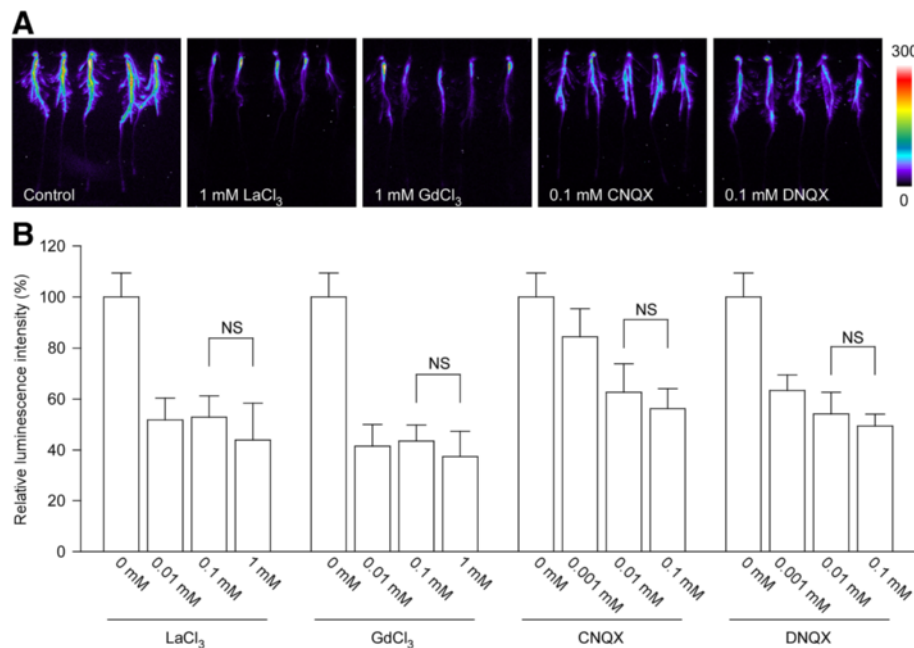 A
300
0
Control
1 mM LaCl₃
1 mM GdCl₃
0.1 mM CNQX
0.1 mM DNQX
B
Relative luminescence intensity (%)
120
100
80
60
40
20
0
NS
NS
NS
NS
0 mM
0.01 mM
0.1 mM
1 mM
0 mM
0.01 mM
0.1 mM
1 mM
0 mM
0.001 mM
0.01 mM
0.1 mM
0 mM
0.001 mM
0.01 mM
0.1 mM
LaCl₃
GdCl₃
CNQX
DNQX